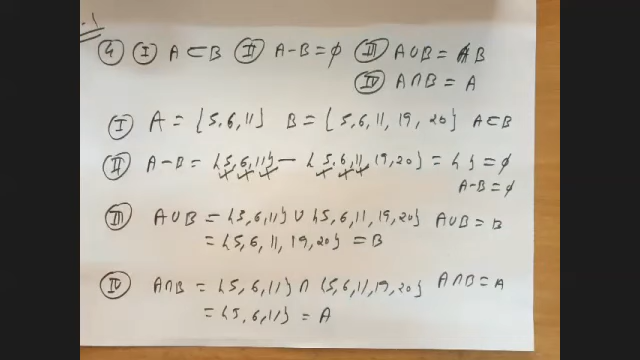 4 I A ⊂ B II A-B = ϕ III A∪B = B
IV A∩B = A
I A = {5,6,11} B = {5,6,11,19,20} A⊂B
II A-B = {5,6,11} - {5,6,11,19,20} = { } = ϕ
A-B = ϕ
III A∪B = {5,6,11} ∪ {5,6,11,19,20} A∪B = B
= {5,6,11,19,20} = B
IV A∩B = {5,6,11} ∩ {5,6,11,19,20} A∩B = A
= {5,6,11} = A